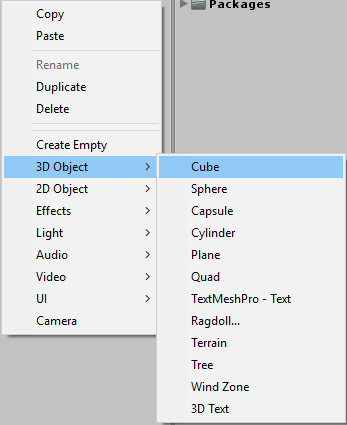 Packages
Copy
Paste
Rename
Duplicate
Delete
Create Empty
3D Object
2D Object
Effects
Light
Audio
Video
UI
Camera
Cube
Sphere
Capsule
Cylinder
Plane
Quad
TextMeshPro - Text
Ragdoll...
Terrain
Tree
Wind Zone
3D Text